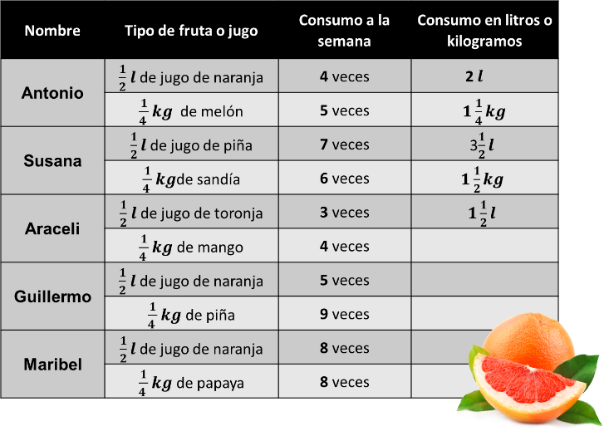 Nombre Tipo de fruta o jugo Consumo a la semana Consumo en litros o kilogramos
Antonio 1/2 l de jugo de naranja 4 veces 2 l
1/4 kg de melón 5 veces 1 1/4 kg
Susana 1/2 l de jugo de piña 7 veces 3 1/2 l
1/4 kg de sandía 6 veces 1 1/2 kg
Araceli 1/2 l de jugo de toronja 3 veces 1 1/2 l
1/4 kg de mango 4 veces
Guillermo 1/2 l de jugo de naranja 5 veces
1/4 kg de piña 9 veces
Maribel 1/2 l de jugo de naranja 8 veces
1/4 kg de papaya 8 veces